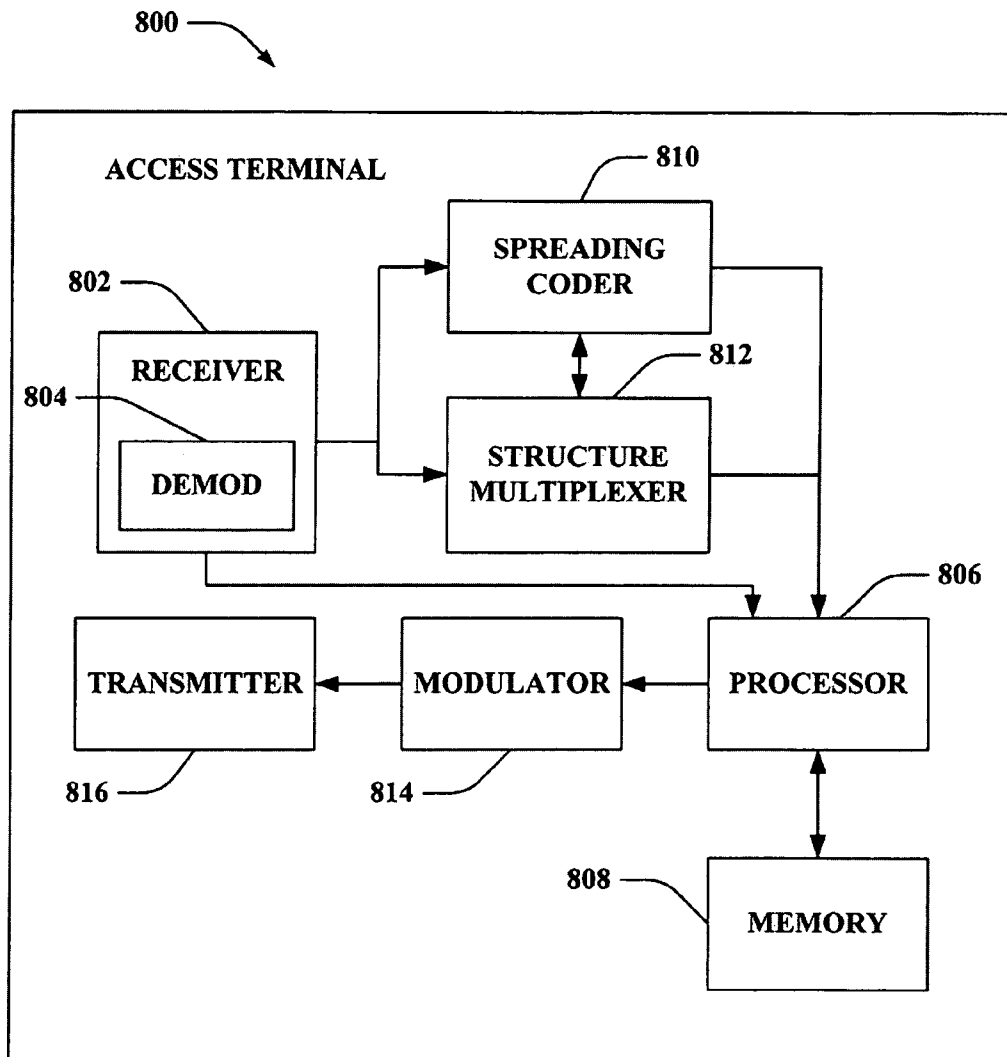 800
ACCESS TERMINAL
810
SPREADING
CODER
802
RECEIVER
812
804
DEMOD
STRUCTURE
MULTIPLEXER
806
TRANSMITTER
MODULATOR
PROCESSOR
816
814
808
MEMORY